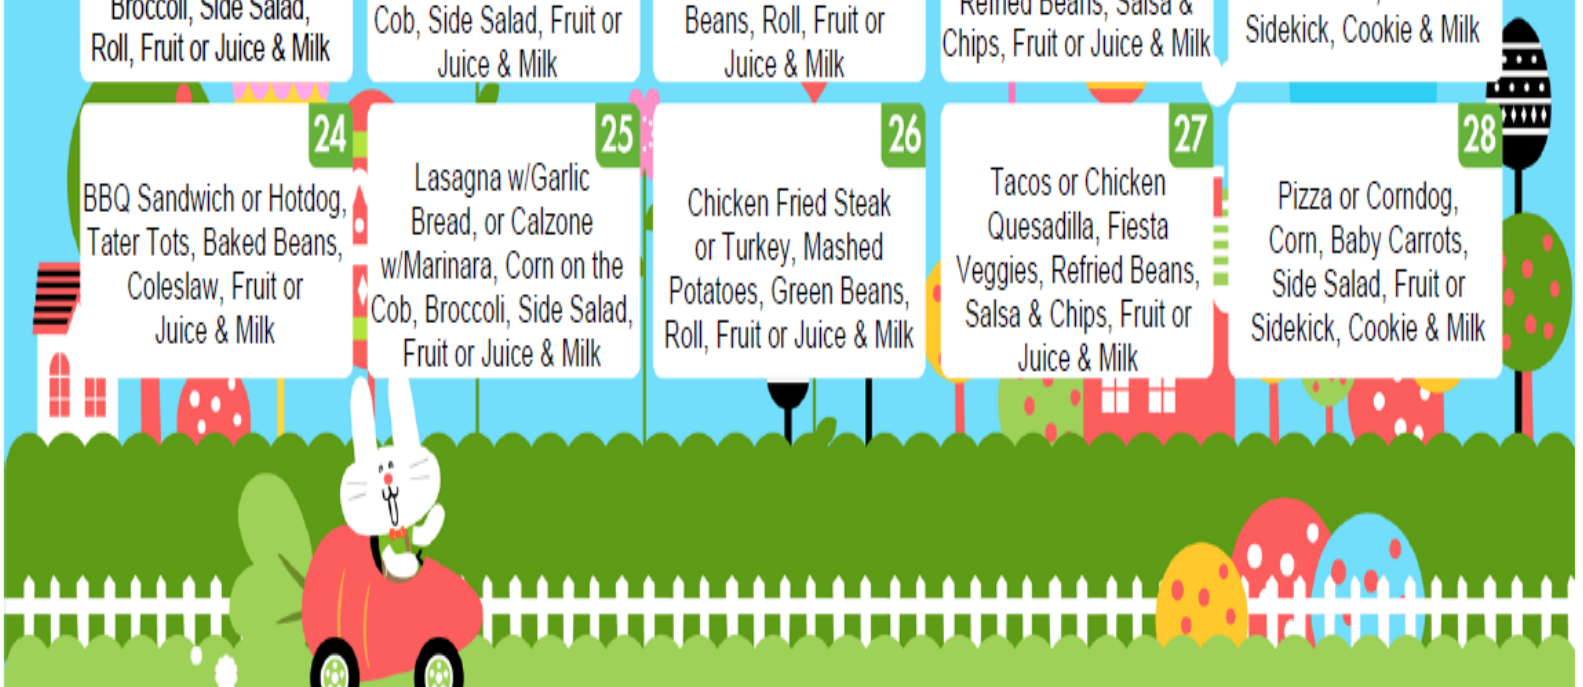 Broccoli, Side Salad,
Roll, Fruit or Juice & Milk
Cob, Side Salad, Fruit or
Juice & Milk
Beans, Roll, Fruit or
Juice & Milk
Refried Beans, Salsa &
Chips, Fruit or Juice & Milk
Sidekick, Cookie & Milk
24
BBQ Sandwich or Hotdog,
Tater Tots, Baked Beans,
Coleslaw, Fruit or
Juice & Milk
25
Lasagna w/Garlic
Bread, or Calzone
w/Marinara, Corn on the
Cob, Broccoli, Side Salad,
Fruit or Juice & Milk
26
Chicken Fried Steak
or Turkey, Mashed
Potatoes, Green Beans,
Roll, Fruit or Juice & Milk
27
Tacos or Chicken
Quesadilla, Fiesta
Veggies, Refried Beans,
Salsa & Chips, Fruit or
Juice & Milk
28
Pizza or Corndog,
Corn, Baby Carrots,
Side Salad, Fruit or
Sidekick, Cookie & Milk